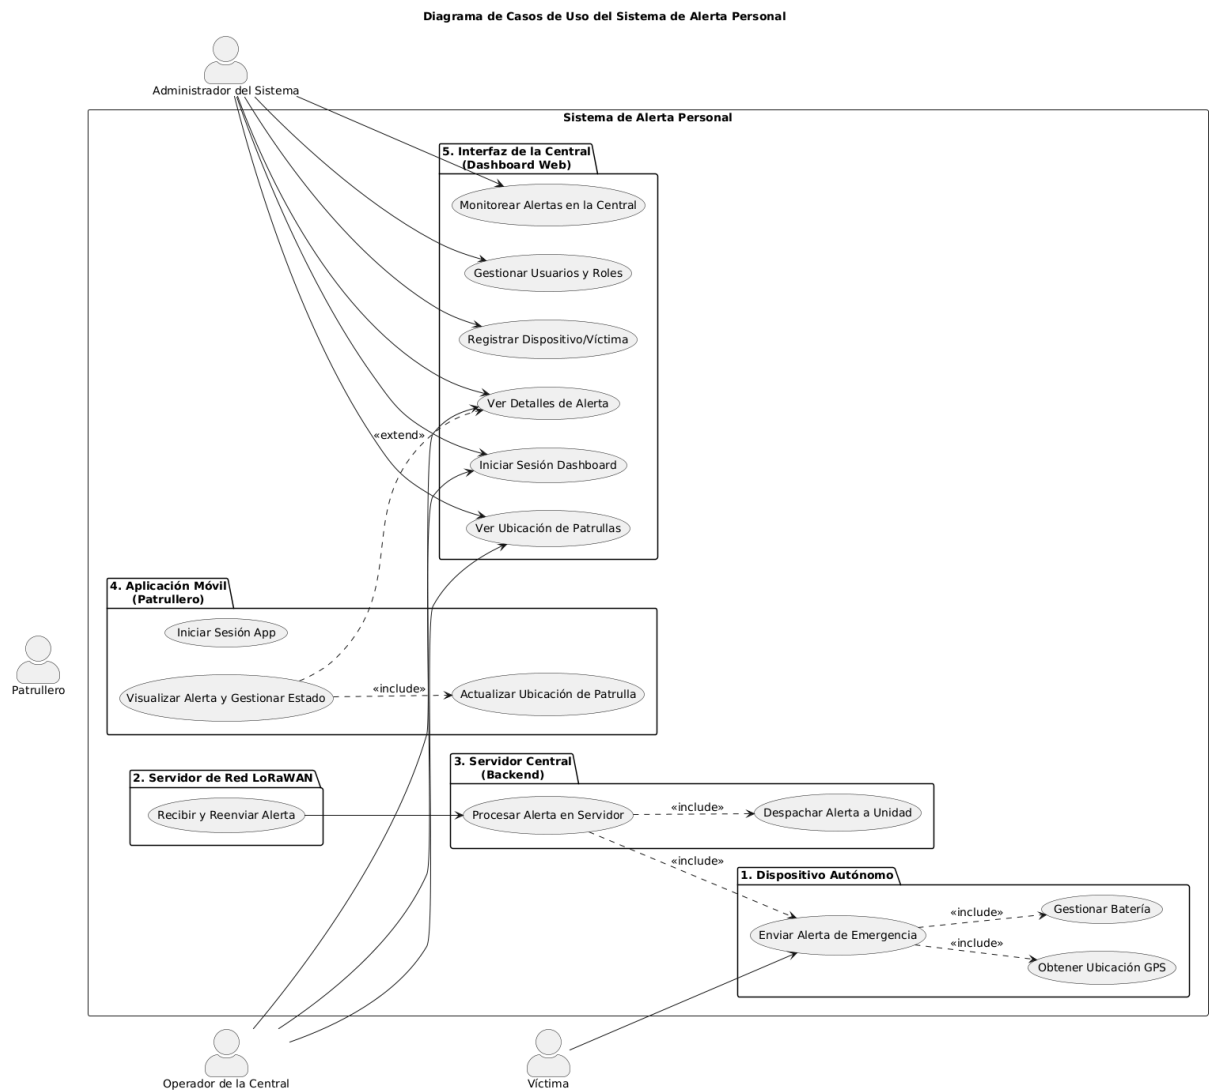 Diagrama de Casos de Uso del Sistema de Alerta Personal
Administrador del Sistema
Sistema de Alerta Personal
5. Interfaz de la Central
(Dashboard Web)
Monitorear Alertas en la Central
Gestionar Usuarios y Roles
Registrar Dispositivo/Víctima
Ver Detalles de Alerta
«extend»
Iniciar Sesión Dashboard
Ver Ubicación de Patrullas
4. Aplicación Móvil
(Patrullero)
Iniciar Sesión App
Patrullero
Visualizar Alerta y Gestionar Estado
«include»
Actualizar Ubicación de Patrulla
2. Servidor de Red LoRaWAN
Recibir y Reenviar Alerta
3. Servidor Central
(Backend)
Procesar Alerta en Servidor
«include»
Despachar Alerta a Unidad
«include»
1. Dispositivo Autónomo
Enviar Alerta de Emergencia
«include»
Gestionar Batería
«include»
Obtener Ubicación GPS
Operador de la Central
Víctima